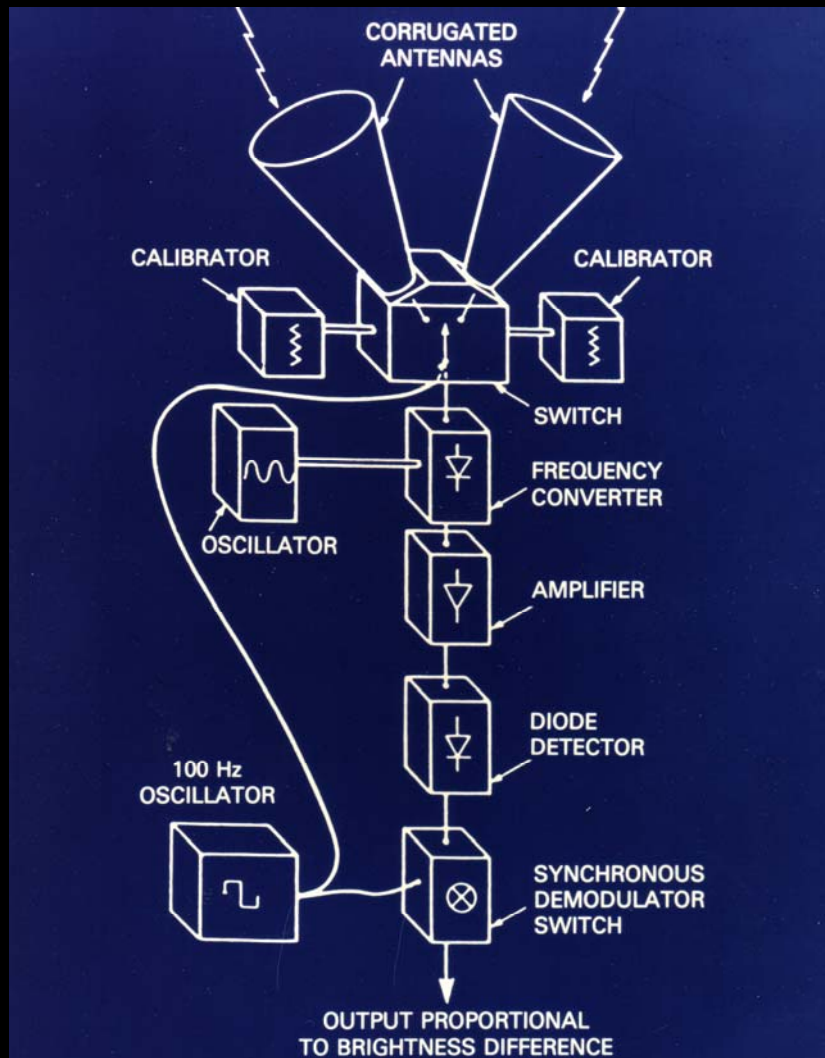 CORRUGATED
ANTENNAS
CALIBRATOR
CALIBRATOR
SWITCH
FREQUENCY
CONVERTER
OSCILLATOR
AMPLIFIER
DIODE
DETECTOR
100 Hz
OSCILLATOR
SYNCHRONOUS
DEMODULATOR
SWITCH
OUTPUT PROPORTIONAL
TO BRIGHTNESS DIFFERENCE